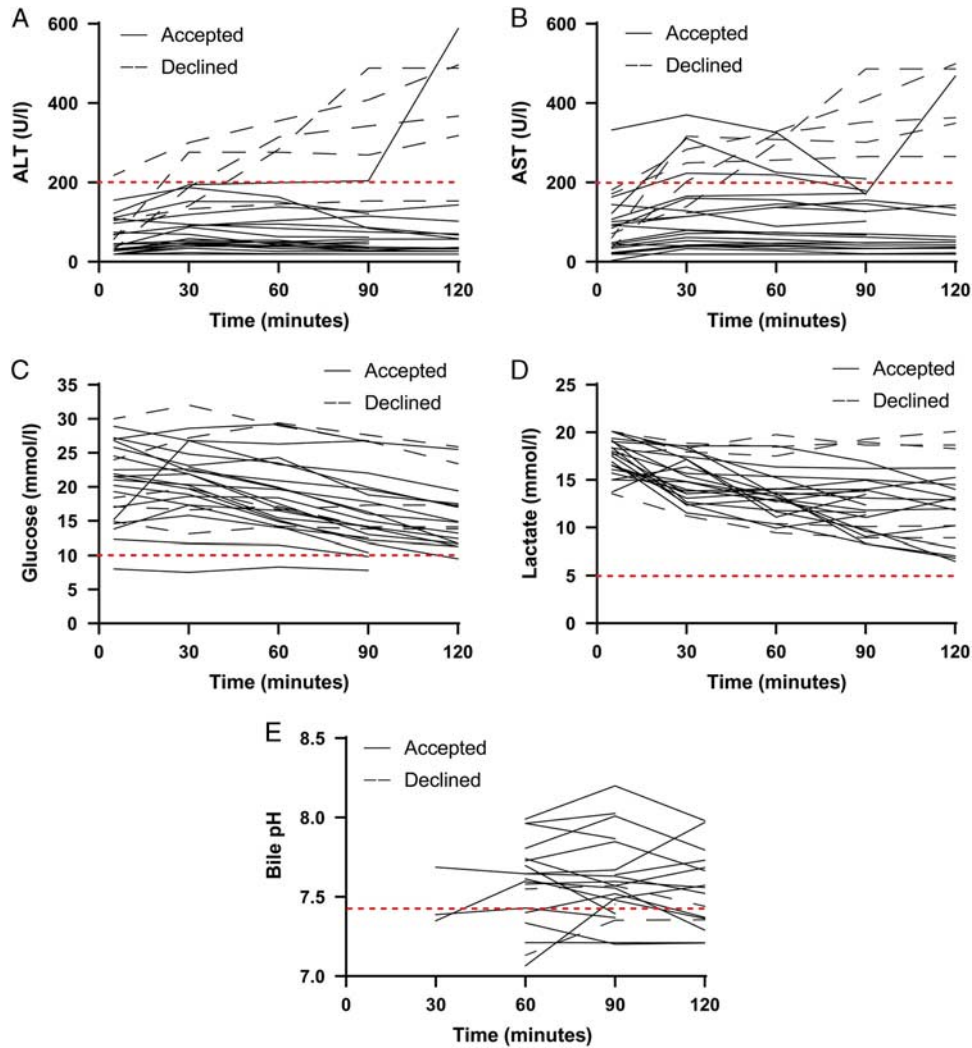 A
ALT (U/l)
600
400
200
0
Accepted
Declined
0 30 60 90 120
Time (minutes)
B
AST (U/l)
600
400
200
0
Accepted
Declined
0 30 60 90 120
Time (minutes)
C
Glucose (mmol/l)
35
30
25
20
15
10
5
0
Accepted
Declined
0 30 60 90 120
Time (minutes)
D
Lactate (mmol/l)
25
20
15
10
5
0
Accepted
Declined
0 30 60 90 120
Time (minutes)
E
Bile pH
8.5
8.0
7.5
7.0
Accepted
Declined
0 30 60 90 120
Time (minutes)